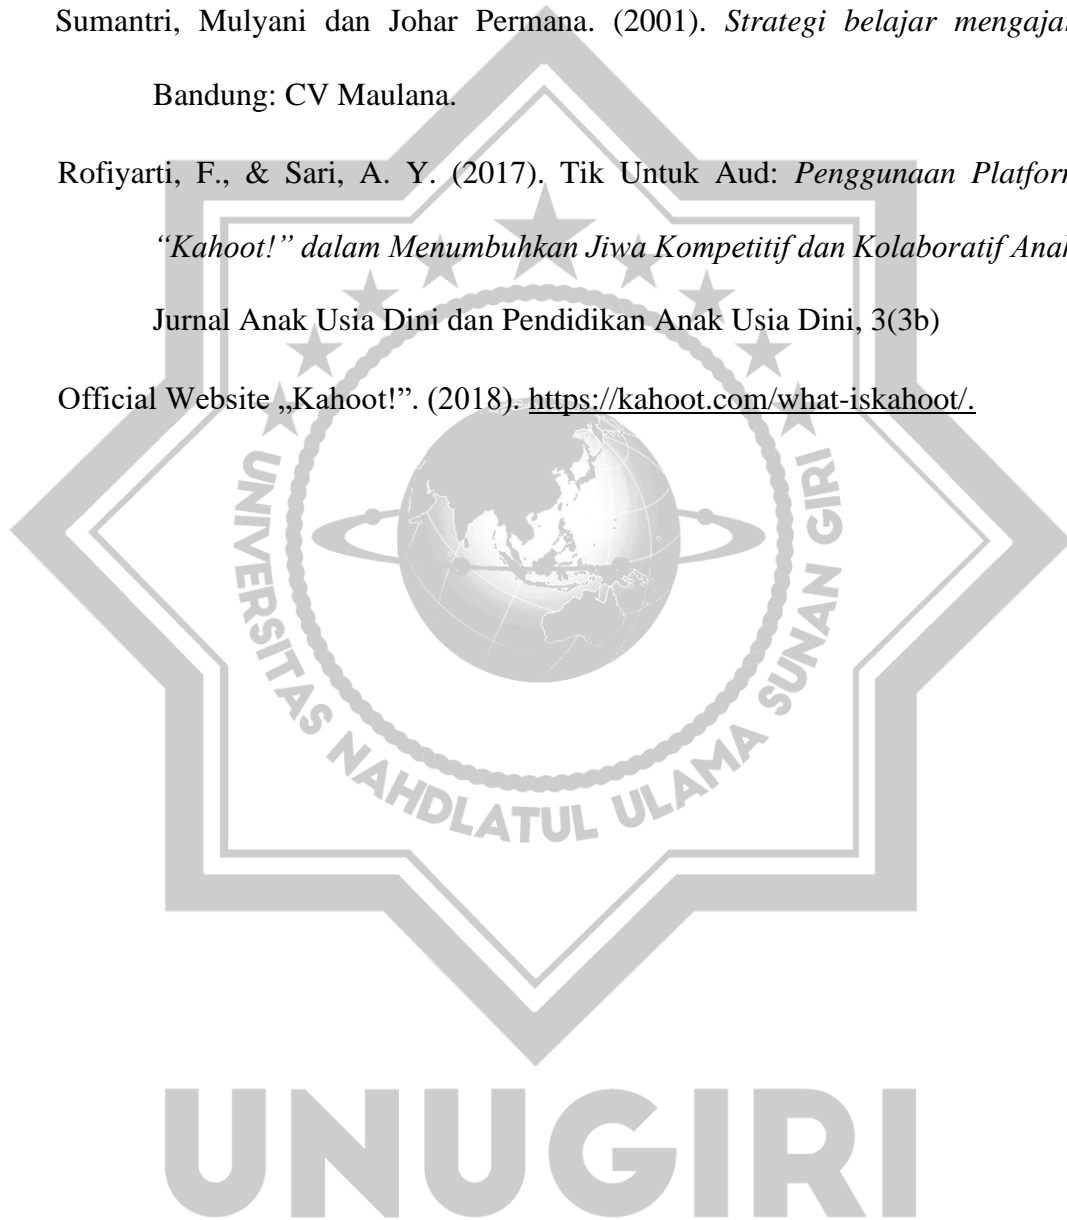 Sumantri, Mulyani dan Johar Permana. (2001). Strategi belajar mengajar
Bandung: CV Maulana.
Rofiyarti, F., & Sari, A. Y. (2017). Tik Untuk Aud: Penggunaan Platform
“Kahoot!” dalam Menumbuhkan Jiwa Kompetitif dan Kolaboratif Anak
Jurnal Anak Usia Dini dan Pendidikan Anak Usia Dini, 3(3b)
Official Website „Kahoot!”. (2018). https://kahoot.com/what-iskahoot/.
UNIVERSITAS NAHDLATUL ULAMA SUNAN GIRI
UNUGIRI